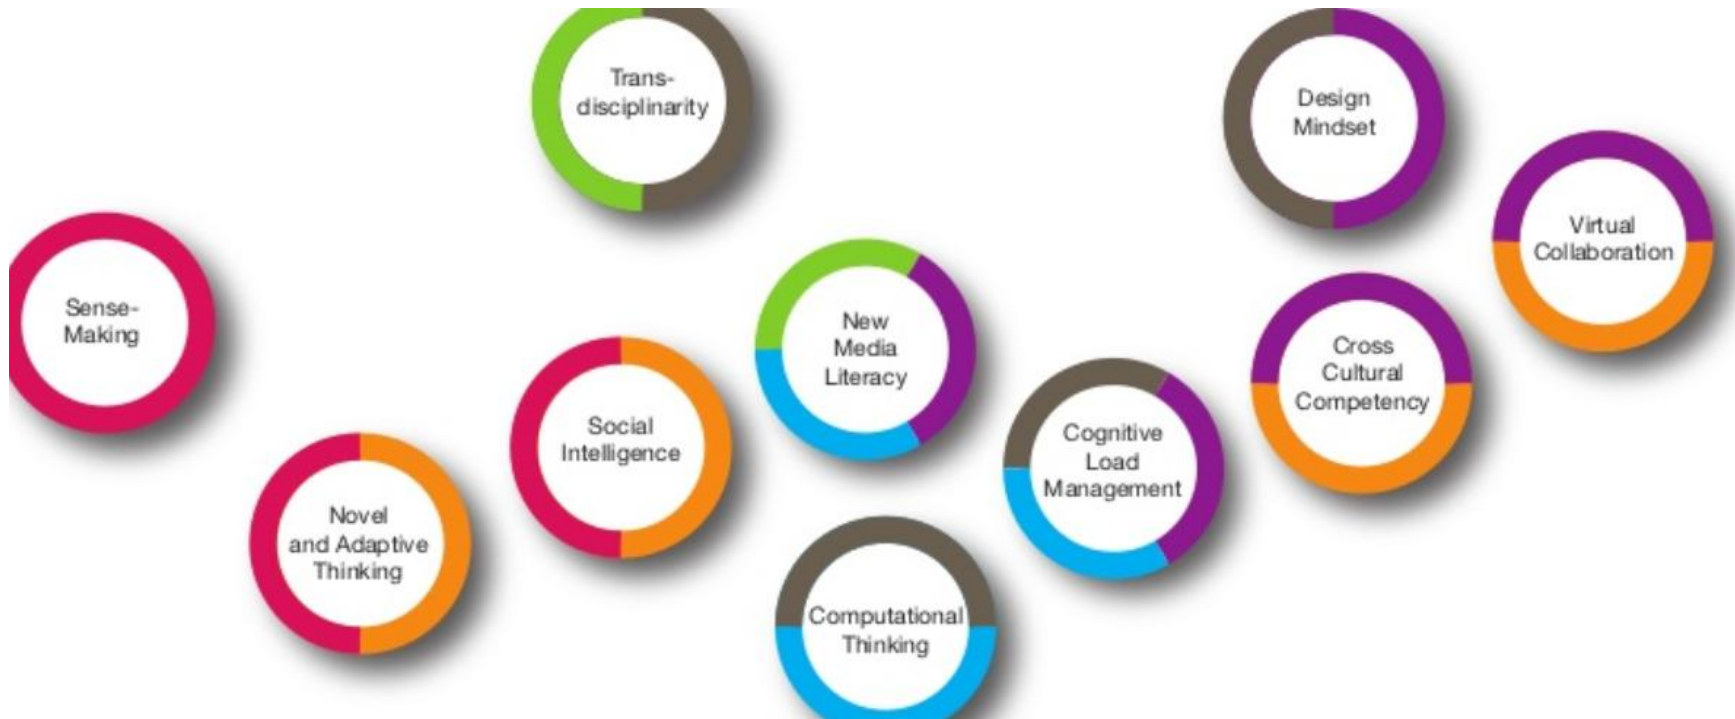 Trans-
disciplinarity
Design
Mindset
Virtual
Collaboration
Sense-
Making
New
Media
Literacy
Cross
Cultural
Competency
Social
Intelligence
Cognitive
Load
Management
Novel
and Adaptive
Thinking
Computational
Thinking